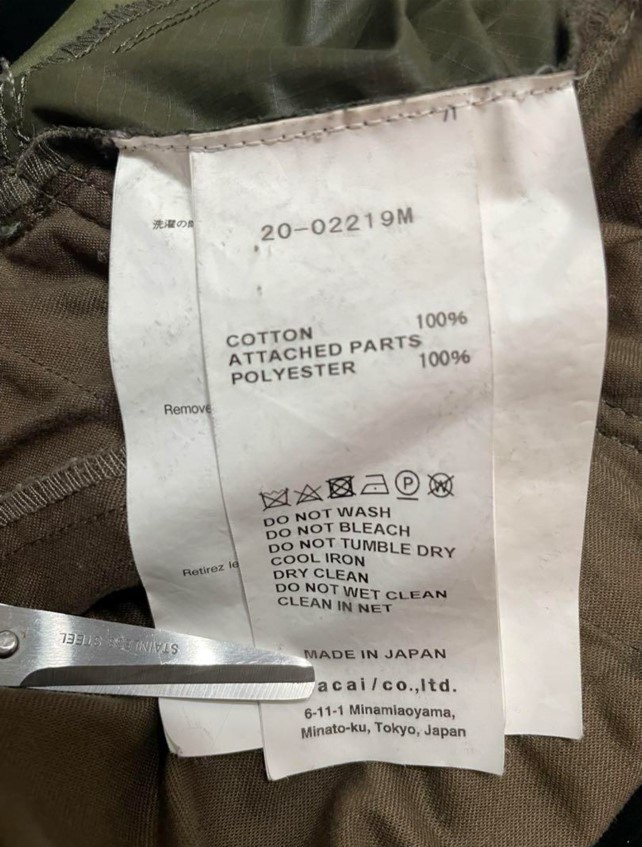 20-02219M
洗濯の
COTTON 100%
ATTACHED PARTS
POLYESTER 100%
Remove
P
W
DO NOT WASH
DO NOT BLEACH
DO NOT TUMBLE DRY
COOL IRON
DRY CLEAN
DO NOT WET CLEAN
CLEAN IN NET
Retirez le
MADE IN JAPAN
acai/co.,ltd.
6-11-1 Minamiaoyama,
Minato-ku, Tokyo, Japan
STAINLESS STEEL